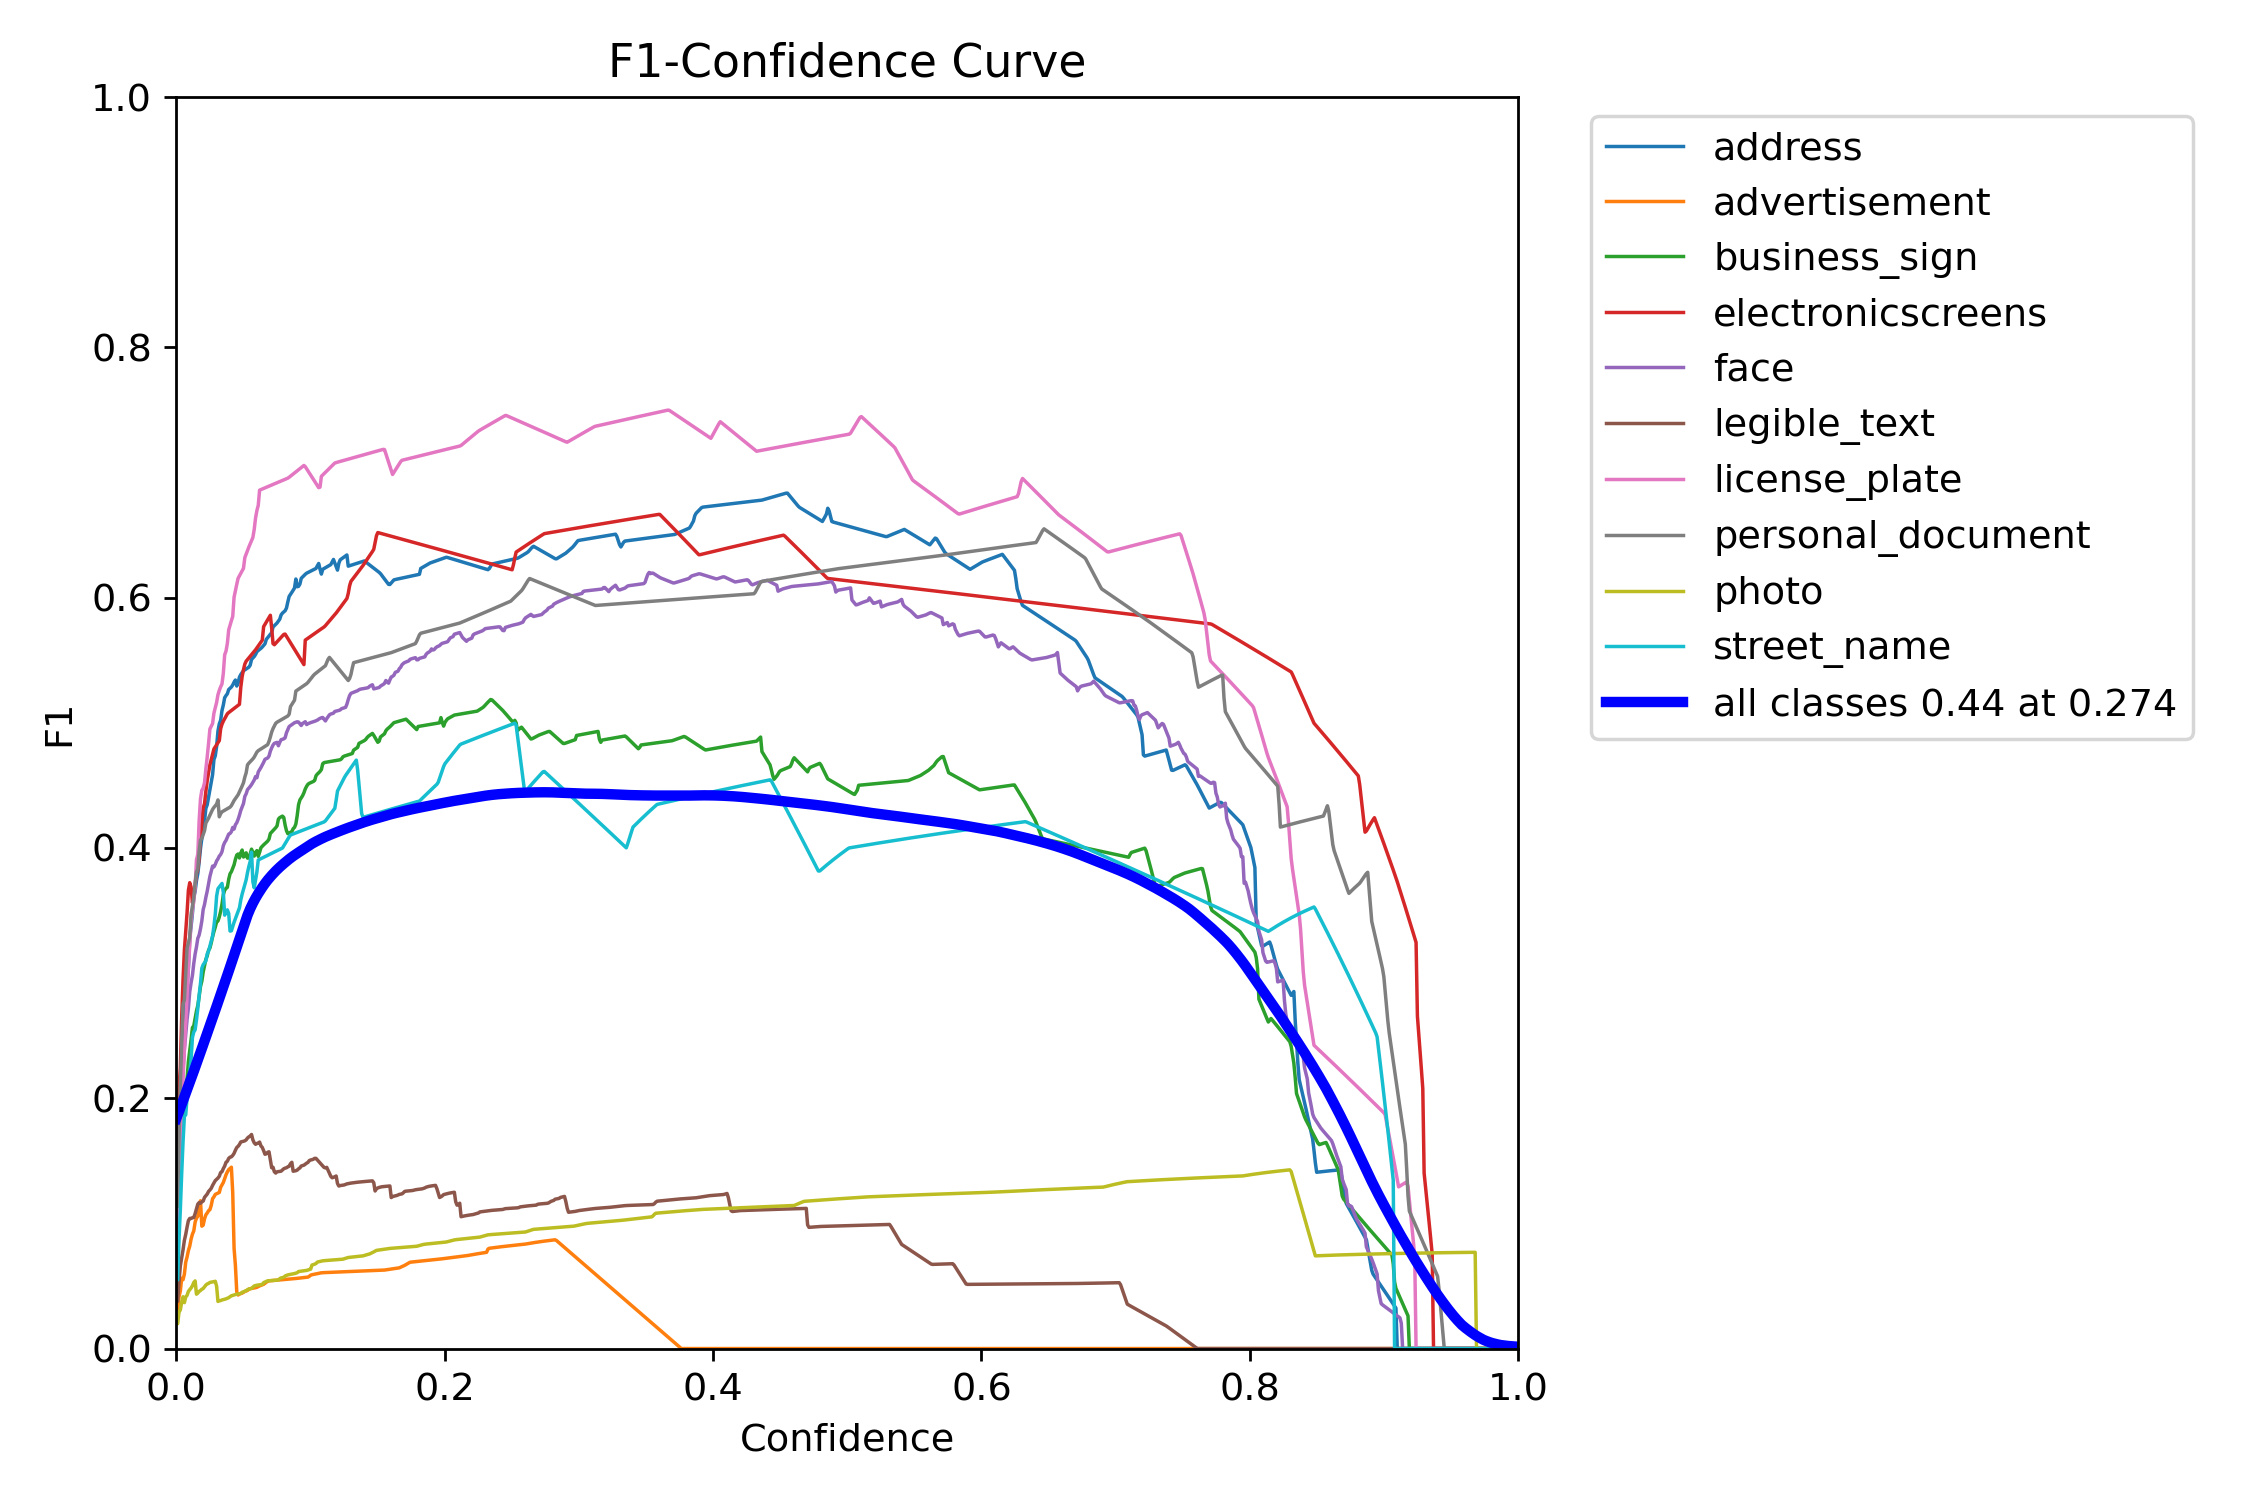 F1-Confidence Curve
1.0
0.8
0.6
0.4
0.2
0.0
F1
0.0 0.2 0.4 0.6 0.8 1.0
Confidence
address
advertisement
business_sign
electronicscreens
face
legible_text
license_plate
personal_document
photo
street_name
all classes 0.44 at 0.274